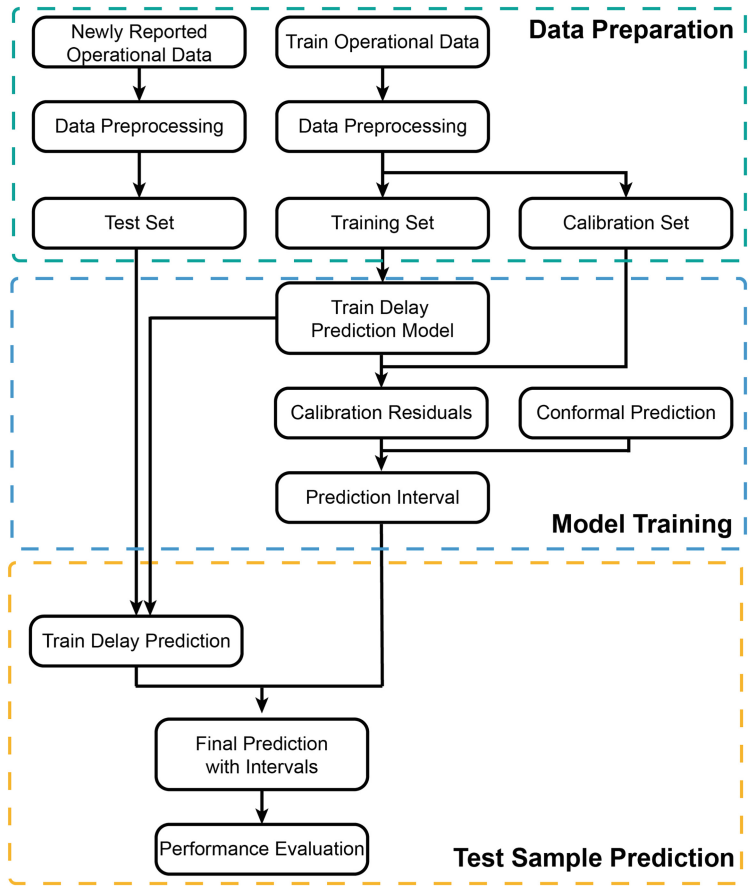 Newly Reported
Operational Data
Train Operational Data
Data Preparation
Data Preprocessing
Data Preprocessing
Test Set
Training Set
Calibration Set
Train Delay
Prediction Model
Calibration Residuals
Conformal Prediction
Prediction Interval
Model Training
Train Delay Prediction
Final Prediction
with Intervals
Performance Evaluation
Test Sample Prediction